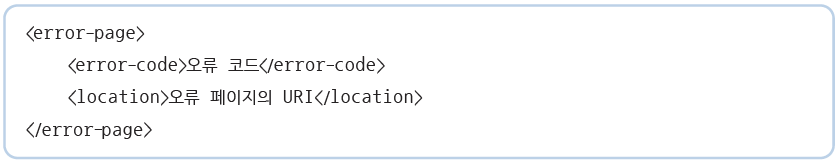 <error-page>
<error-code>오류 코드</error-code>
<location>오류 페이지의 URI</location>
</error-page>